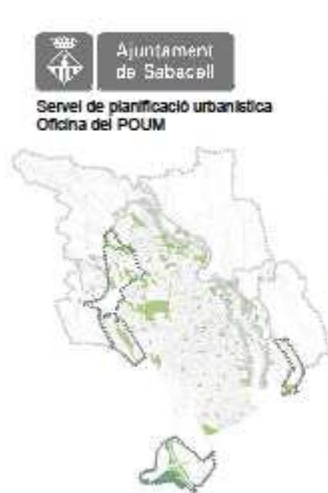 Ajuntament
de Sabadell
Servei de planificació urbanística
Oficina del POUM